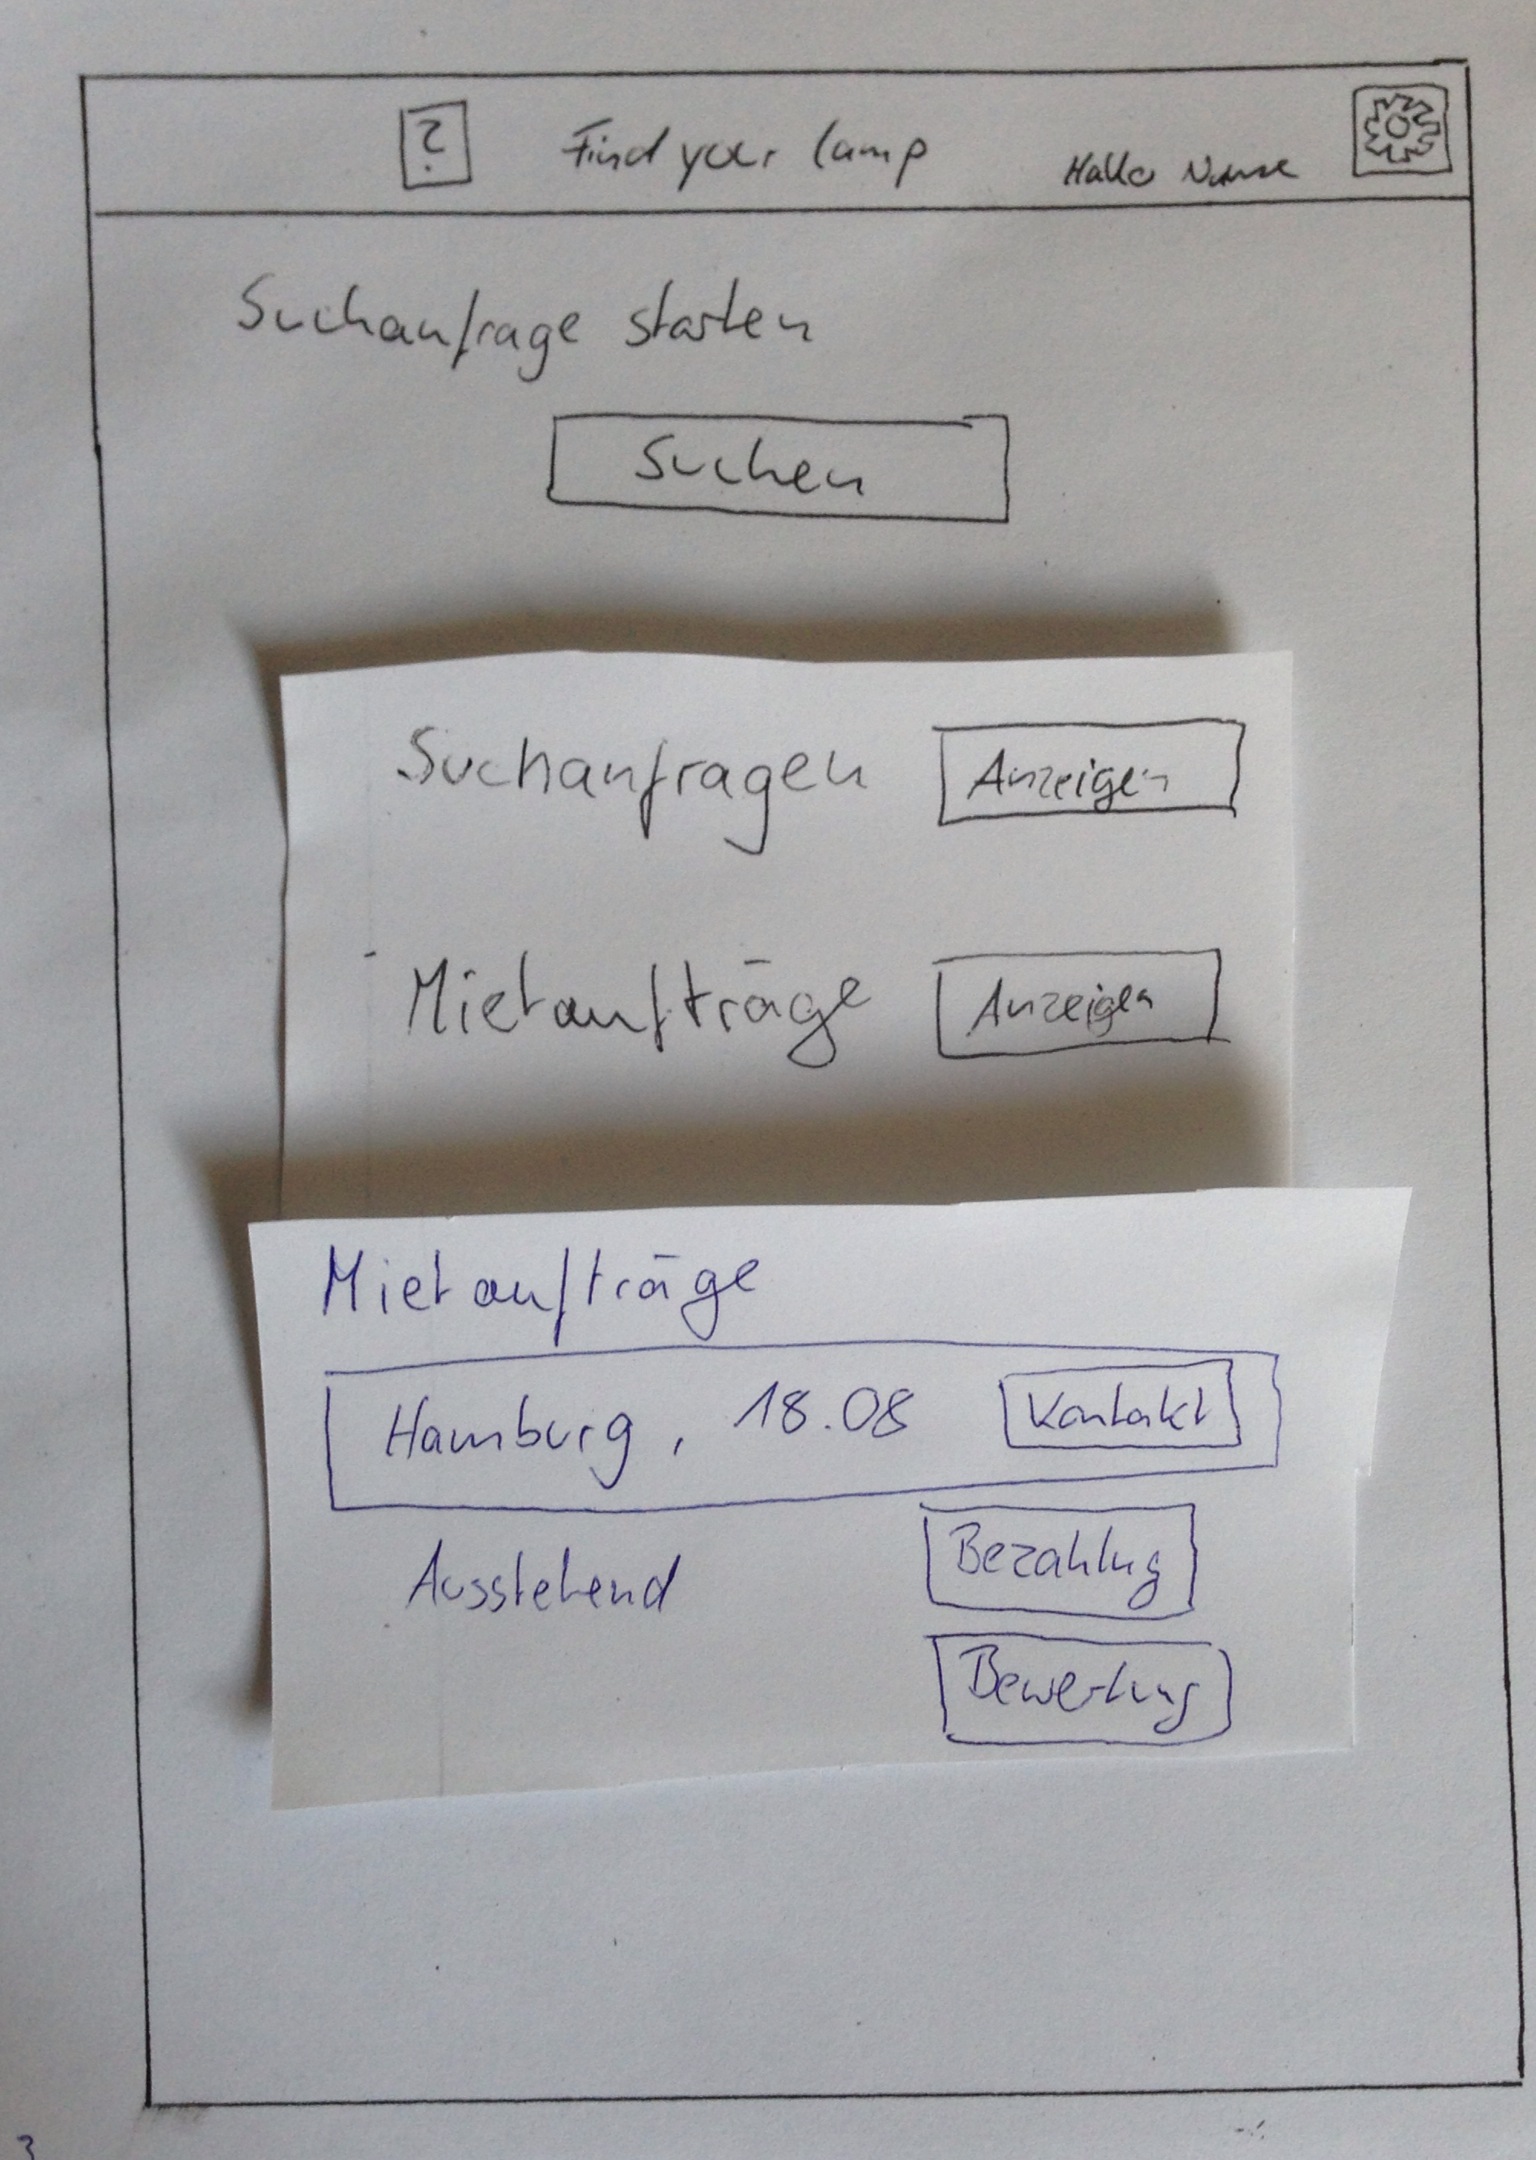 ? Find your lamp Hallo Name
Suchanfrage starten
Suchen
Suchanfragen Anzeigen
Mietaufträge Anzeigen
Mietaufträge
Hamburg, 18.08 Kontakt
Ausstehend Bezahlung
Bewertung
3